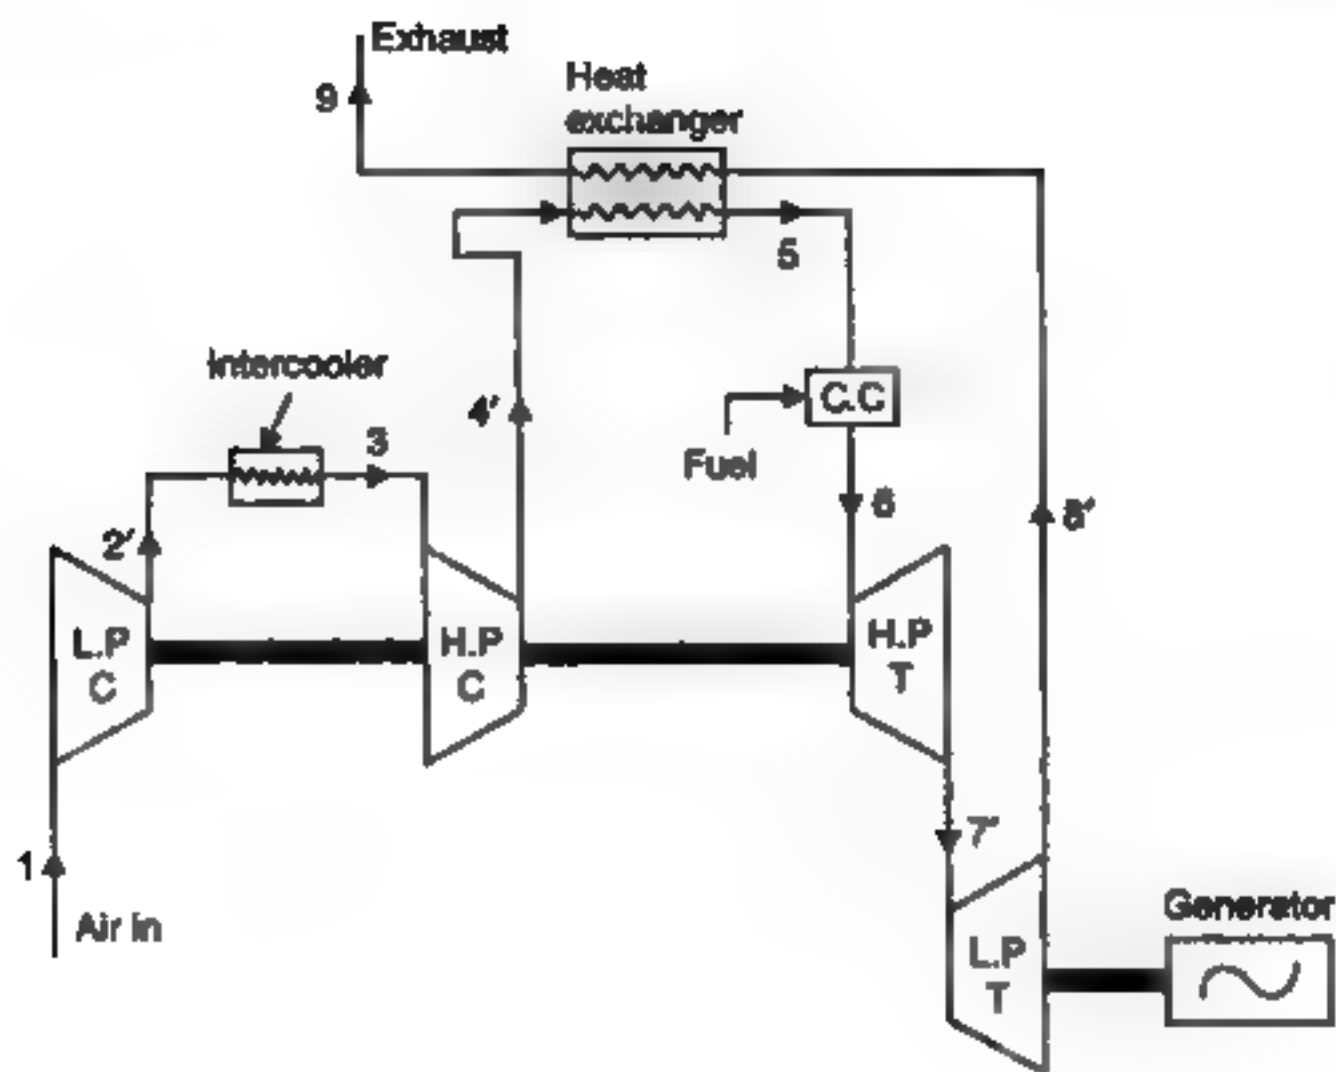 Exhaust
9
Heat
exchanger
5
Intercooler
4′
3
C.C
Fuel
6
8′
2′
L.P
C
H.P
C
H.P
T
7′
1
Air in
Generator
L.P
T